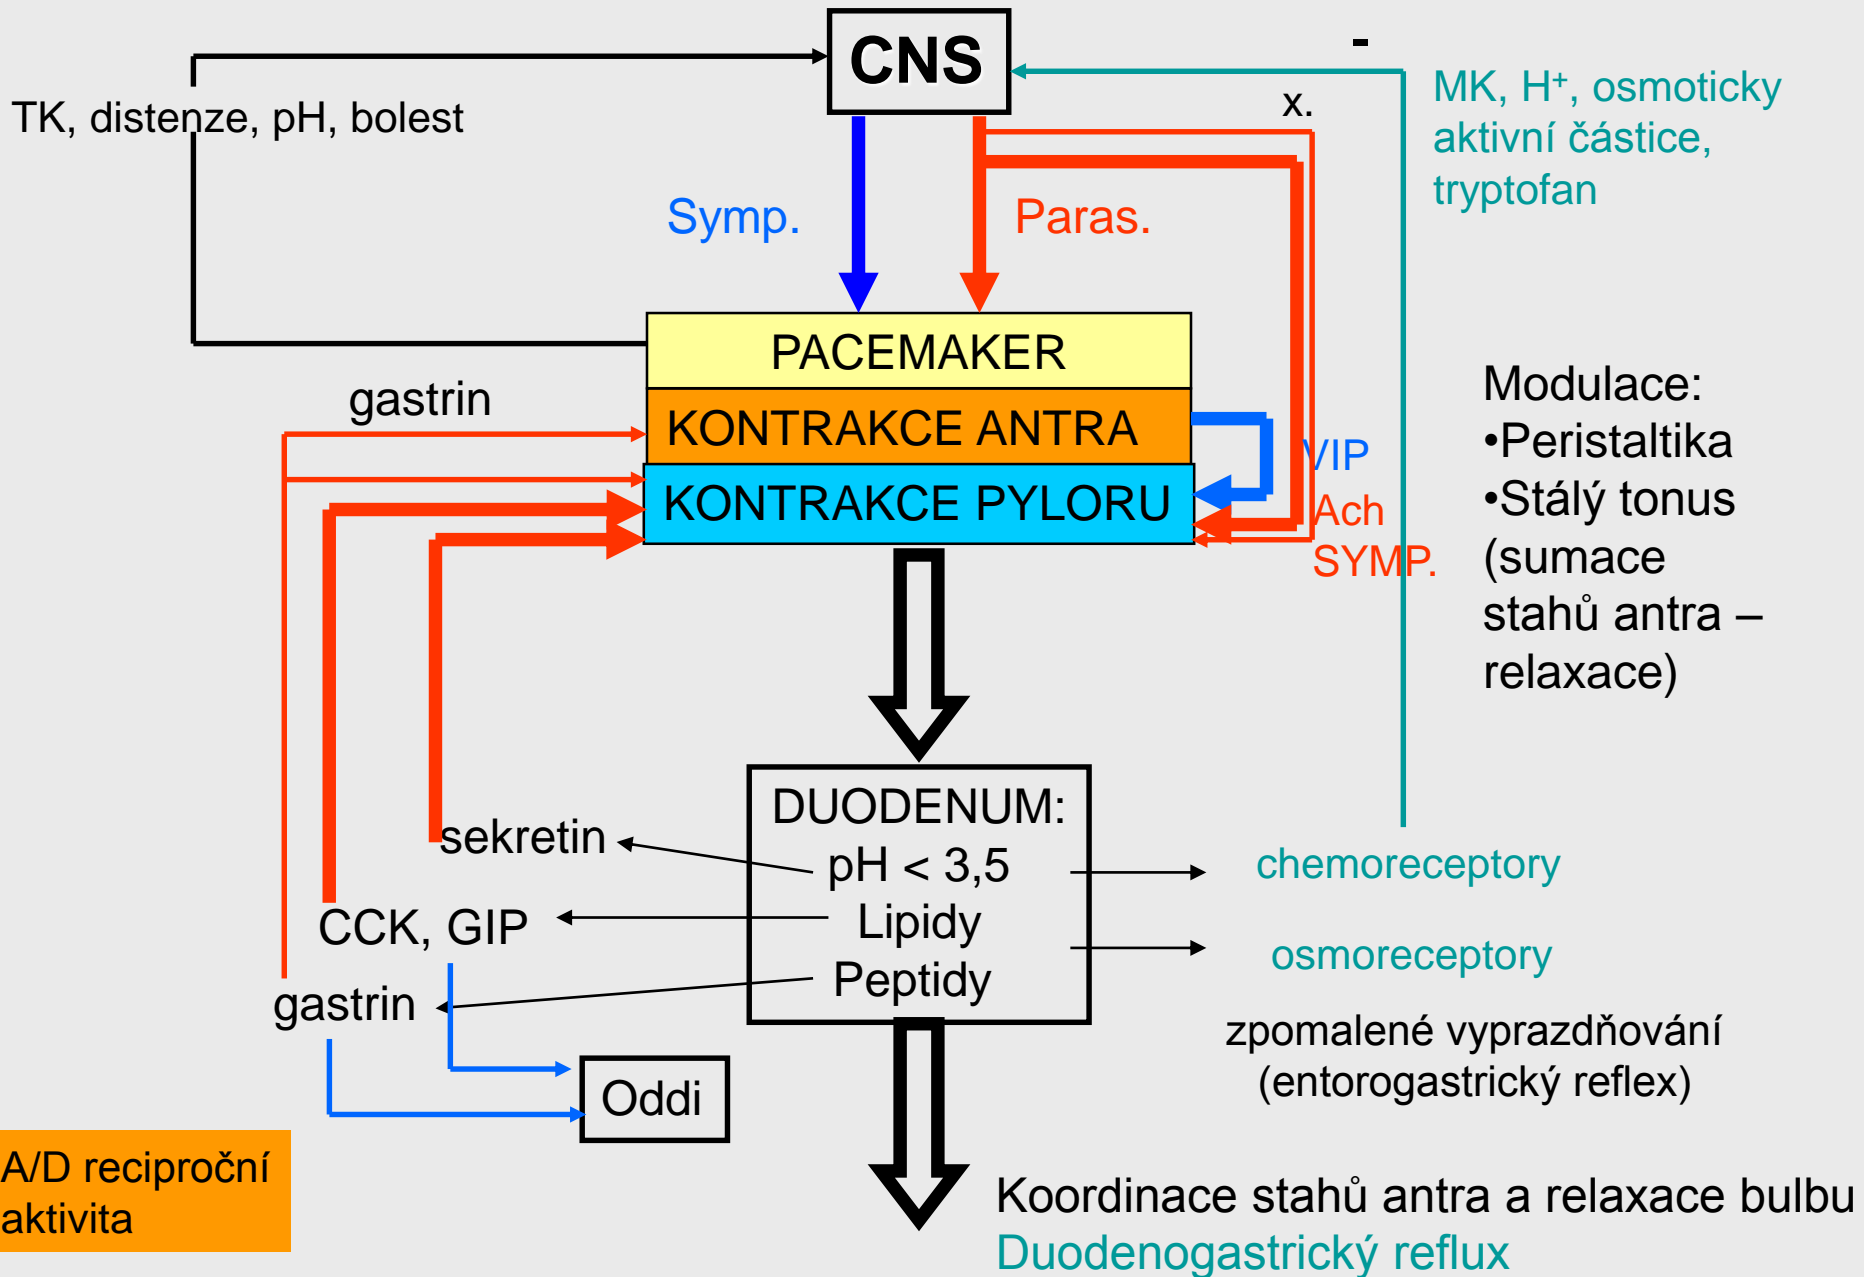 CNS
-
x.
TK, distenze, pH, bolest
MK, H⁺, osmoticky
aktivní částice,
tryptofan
Symp.
Paras.
PACEMAKER
gastrin
KONTRAKCE ANTRA
VIP
KONTRAKCE PYLORU
Ach
SYMP.
Modulace:
•Peristaltika
•Stálý tonus
(sumace
stahů antra –
relaxace)
DUODENUM:
pH < 3,5
Lipidy
Peptidy
sekretin
CCK, GIP
gastrin
Oddi
chemoreceptory
osmoreceptory
zpomalené vyprazdňování
(entorogastrický reflex)
A/D reciproční
aktivita
Koordinace stahů antra a relaxace bulbu
Duodenogastrický reflux